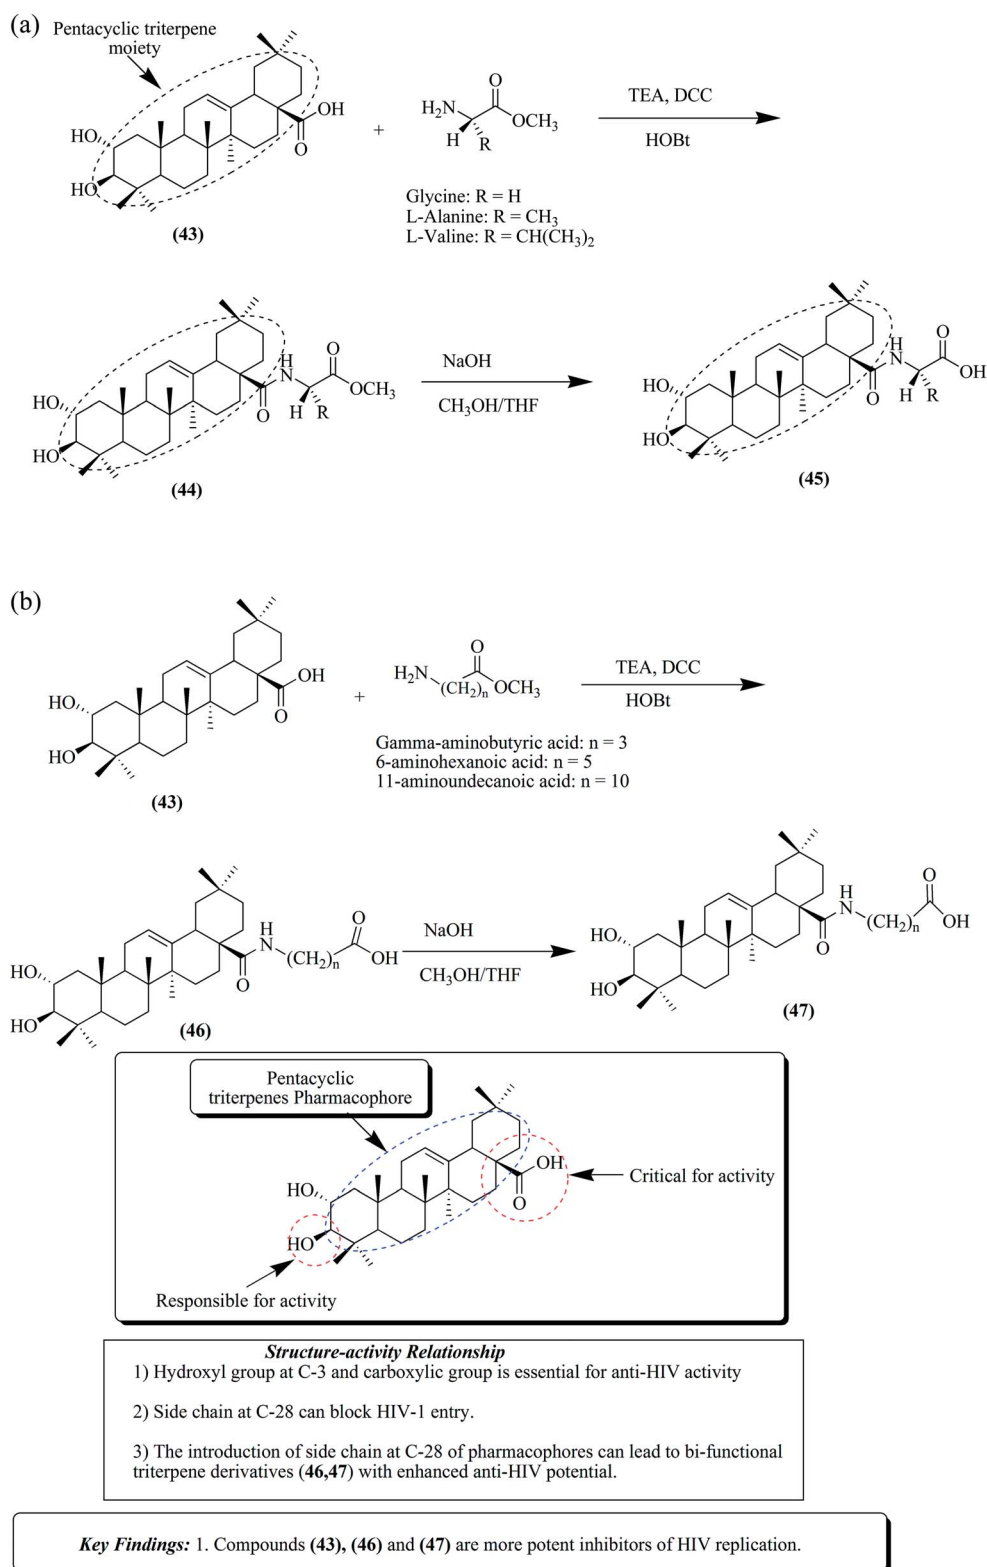 (a)
Pentacyclic triterpene
moiety
HO
HO
OH
O
(43)
+
H₂N
O
OCH₃
H
R
TEA, DCC
HOBt
Glycine: R = H
L-Alanine: R = CH₃
L-Valine: R = CH(CH₃)₂
HO
HO
H
N
O
O
OCH₃
H
R
(44)
NaOH
CH₃OH/THF
HO
HO
H
N
O
O
OH
H
R
(45)
(b)
HO
HO
OH
O
(43)
+
H₂N
(CH₂)n
O
OCH₃
TEA, DCC
HOBt
Gamma-aminobutyric acid: n = 3
6-aminohexanoic acid: n = 5
11-aminoundecanoic acid: n = 10
HO
HO
H
N
O
(CH₂)n
O
OH
(46)
NaOH
CH₃OH/THF
HO
HO
H
N
O
(CH₂)n
O
OH
(47)
Pentacyclic
triterpenes Pharmacophore
HO
HO
OH
O
Critical for activity
Responsible for activity
Structure-activity Relationship
1) Hydroxyl group at C-3 and carboxylic group is essential for anti-HIV activity
2) Side chain at C-28 can block HIV-1 entry.
3) The introduction of side chain at C-28 of pharmacophores can lead to bi-functional
triterpene derivatives (46,47) with enhanced anti-HIV potential.
Key Findings: 1. Compounds (43), (46) and (47) are more potent inhibitors of HIV replication.